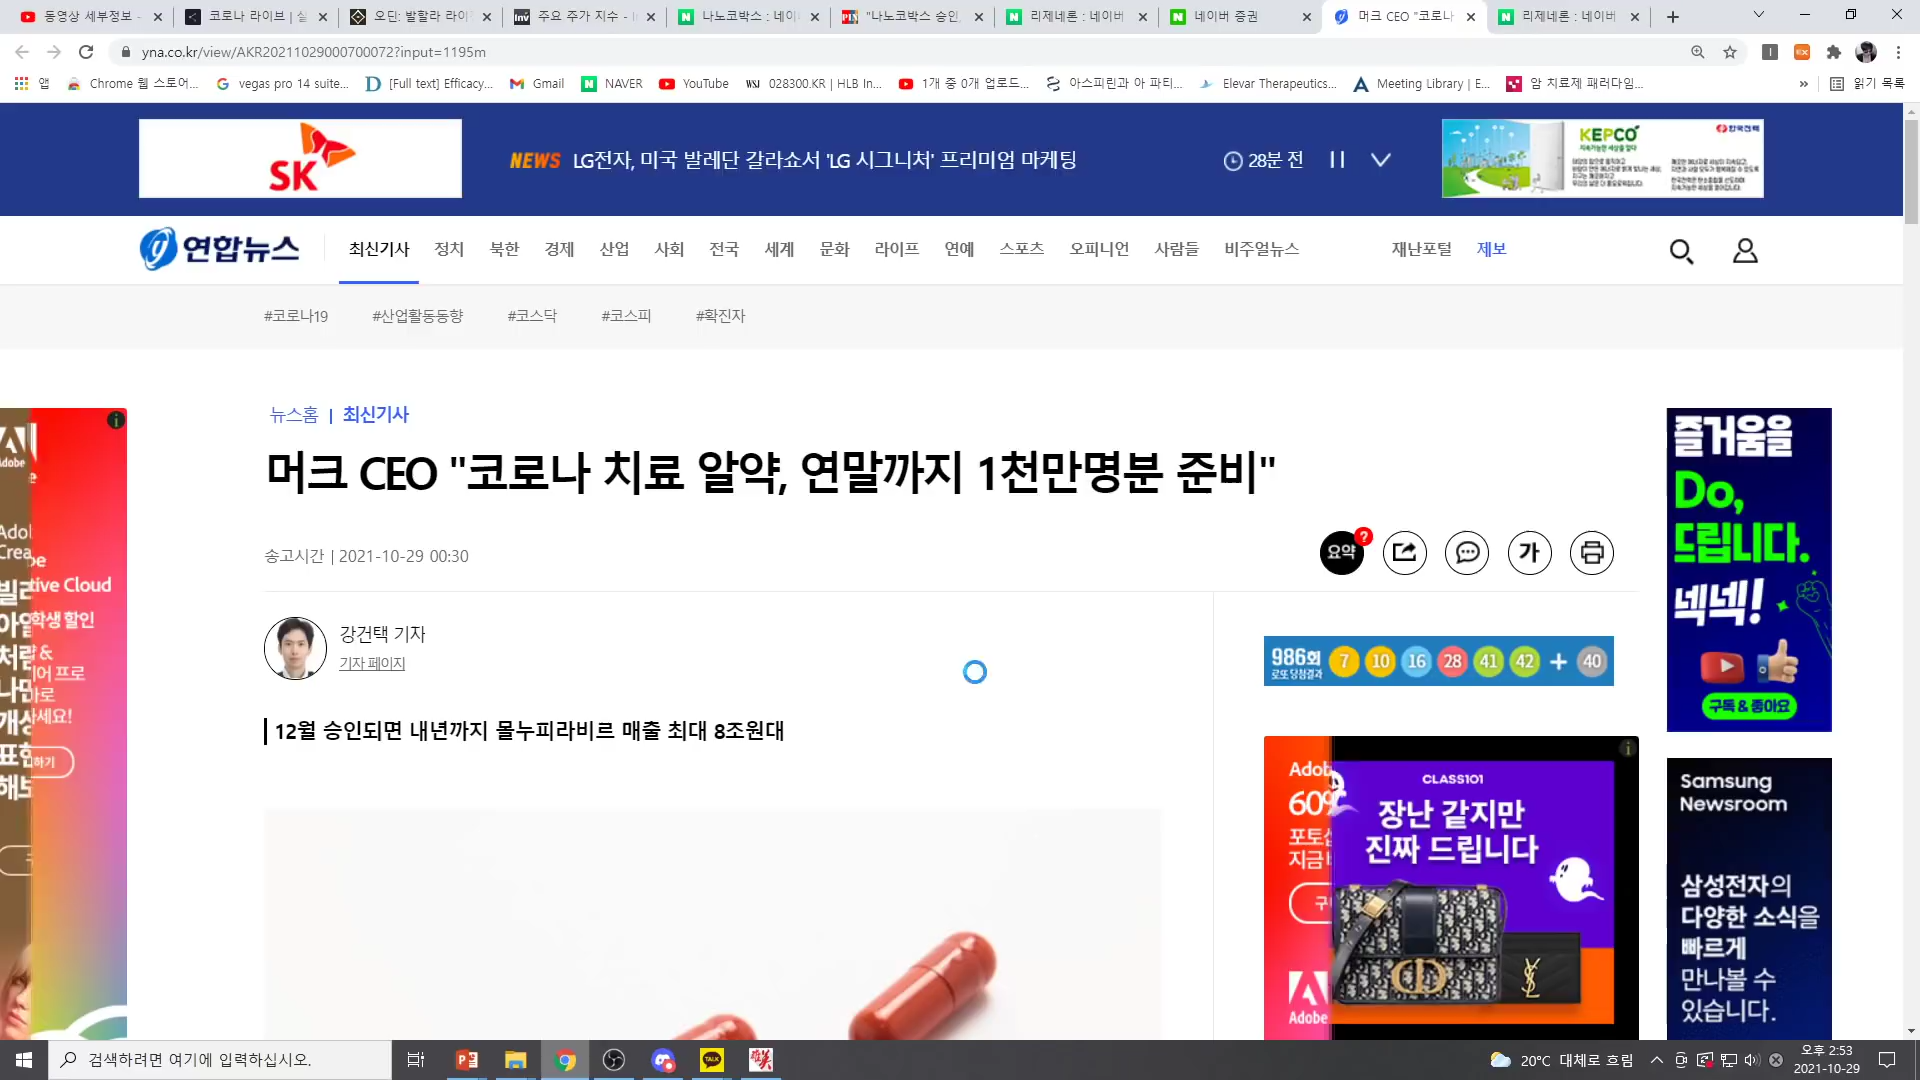 동영상 세부정보 -
코로나 라이브 | 실
오딘: 발할라 라이징
주요 주가 지수 -
나노코박스 : 네이버
"나노코박스 승인,
리제네론 : 네이버
네이버 증권
머크 CEO "코로나
리제네론 : 네이버
yna.co.kr/view/AKR20211029000700072?input=1195m
앱
Chrome 웹 스토어...
vegas pro 14 suite...
[Full text] Efficacy...
Gmail
NAVER
YouTube
028300.KR | HLB In...
1개 중 0개 업로드...
아스피린과 아 파티...
Elevar Therapeutics...
Meeting Library | E...
암 치료제 패러다임...
읽기 목록
SK
NEWS LG전자, 미국 발레단 갈라쇼서 'LG 시그니처' 프리미엄 마케팅
28분 전
KEPCO
한국전력
연합뉴스
최신기사 정치 북한 경제 산업 사회 전국 세계 문화 라이프 연예 스포츠 오피니언 사람들 비주얼뉴스 재난포털 제보
#코로나19 #산업활동동향 #코스닥 #코스피 #확진자
뉴스홈 | 최신기사
머크 CEO "코로나 치료 알약, 연말까지 1천만명분 준비"
송고시간 | 2021-10-29 00:30
요약
?
가
강건택 기자
기자 페이지
12월 승인되면 내년까지 몰누피라비르 매출 최대 8조원대
986회
로또당첨결과
7 10 16 28 41 42 + 40
즐거움을
Do,
드립니다.
넥넥!
구독 & 좋아요
CLASS101
장난 같지만
진짜 드립니다
Adobe
Samsung
Newsroom
삼성전자의
다양한 소식을
빠르게
만나볼 수
있습니다.
tive Cloud
학생 할인
검색하려면 여기에 입력하십시오.
TALK
20°C 대체로 흐림
오후 2:53
2021-10-29